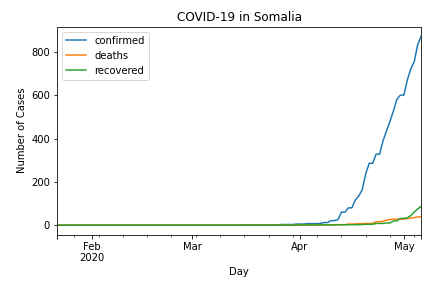 COVID-19 in Somalia
confirmed
deaths
recovered
Number of Cases
800
600
400
200
0
Feb
2020
Mar
Apr
May
Day